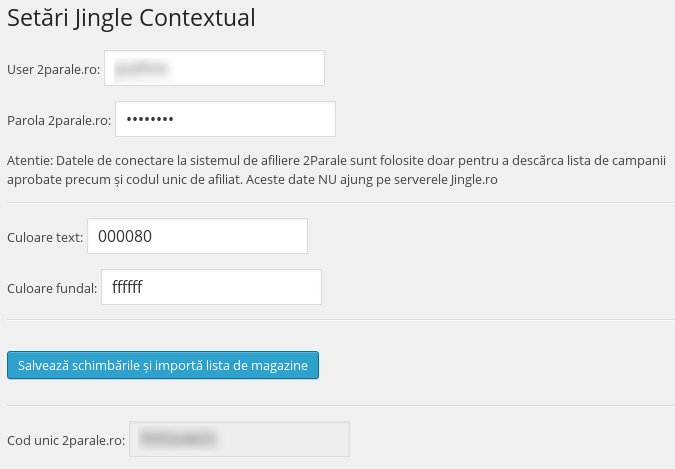 Setări Jingle Contextual
User 2parale.ro:
Parola 2parale.ro: ••••••••
Atentie: Datele de conectare la sistemul de afiliere 2Parale sunt folosite doar pentru a descărca lista de campanii
aprobate precum și codul unic de afiliat. Aceste date NU ajung pe serverele Jingle.ro
Culoare text: 000080
Culoare fundal: ffffff
Salvează schimbările și importă lista de magazine
Cod unic 2parale.ro: